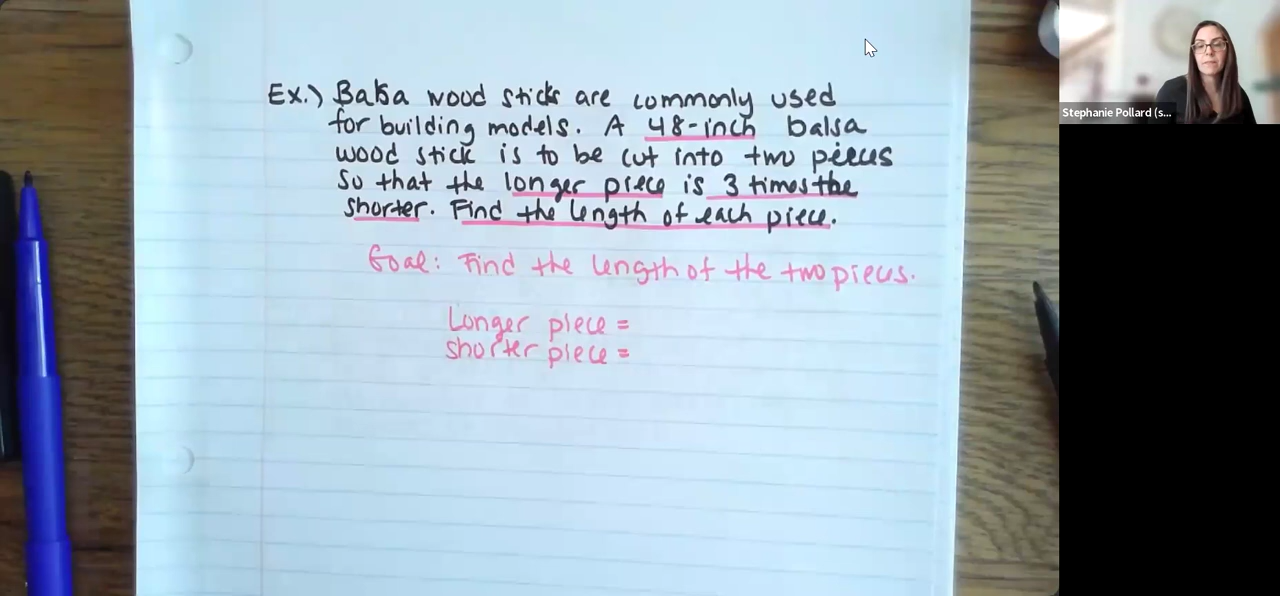 Ex.) Balsa wood sticks are commonly used
for building models. A 48-inch balsa
wood stick is to be cut into two pieces
So that the longer piece is 3 times the
shorter. Find the length of each piece.
Goal: Find the length of the two pieces.
Longer piece =
shorter piece =
Stephanie Pollard (s...